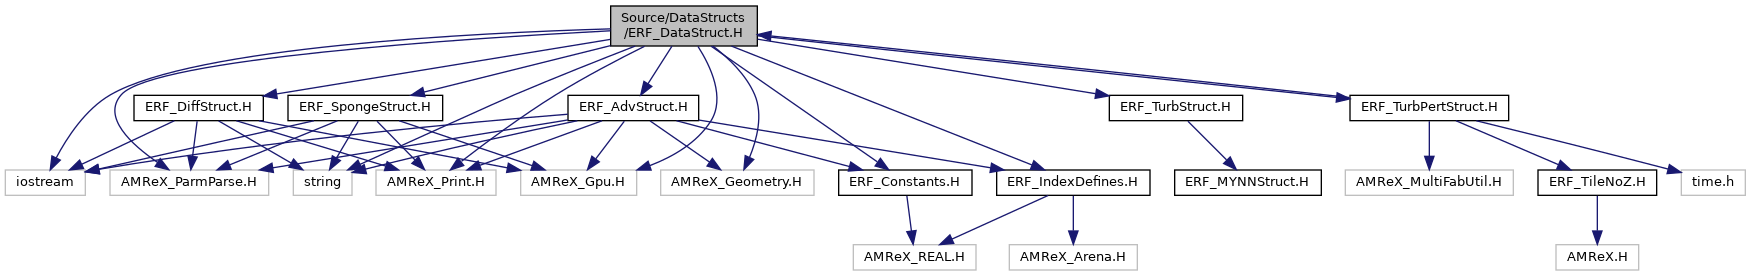 Source/DataStructs
/ERF_DataStruct.H
ERF_DiffStruct.H
ERF_SpongeStruct.H
ERF_AdvStruct.H
ERF_TurbStruct.H
ERF_TurbPertStruct.H
iostream
AMReX_ParmParse.H
string
AMReX_Print.H
AMReX_Gpu.H
AMReX_Geometry.H
ERF_Constants.H
ERF_IndexDefines.H
ERF_MYNNStruct.H
AMReX_MultiFabUtil.H
ERF_TileNoZ.H
time.h
AMReX_REAL.H
AMReX_Arena.H
AMReX.H